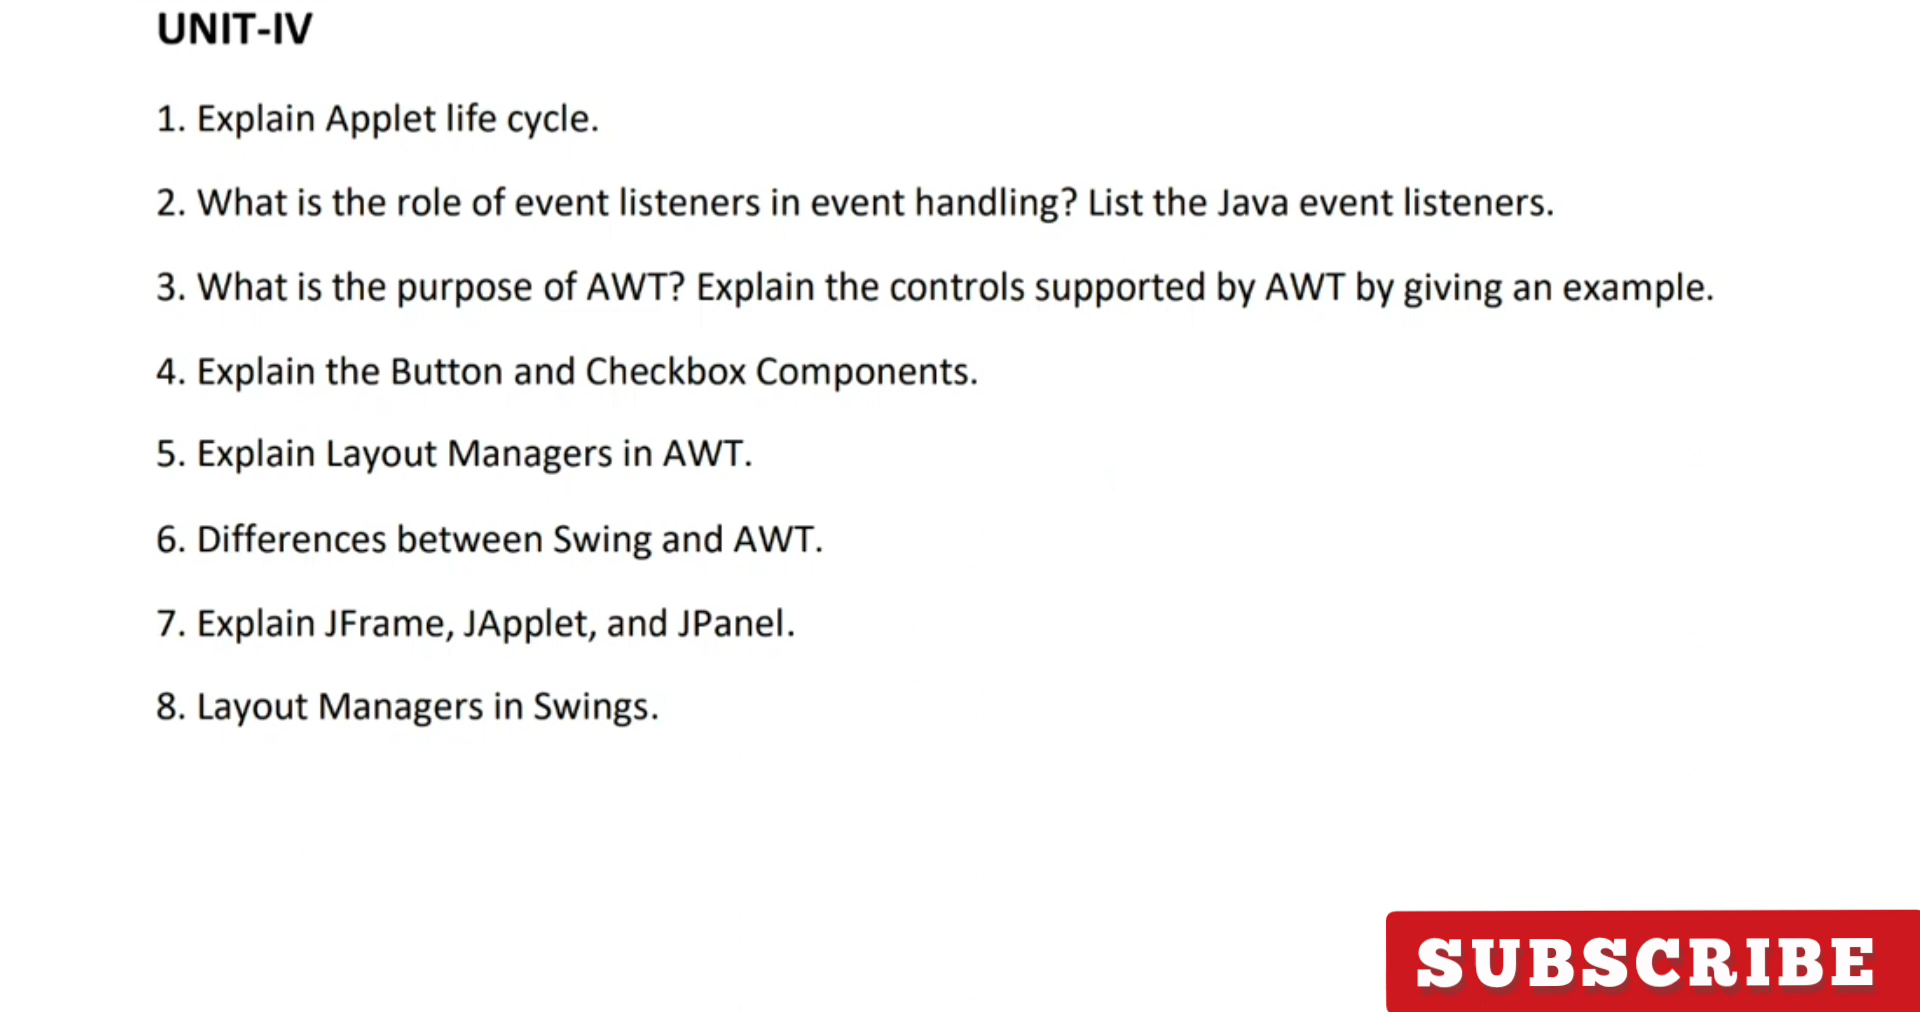 UNIT-IV
1. Explain Applet life cycle.
2. What is the role of event listeners in event handling? List the Java event listeners.
3. What is the purpose of AWT? Explain the controls supported by AWT by giving an example.
4. Explain the Button and Checkbox Components.
5. Explain Layout Managers in AWT.
6. Differences between Swing and AWT.
7. Explain JFrame, JApplet, and JPanel.
8. Layout Managers in Swings.
SUBSCRIBE